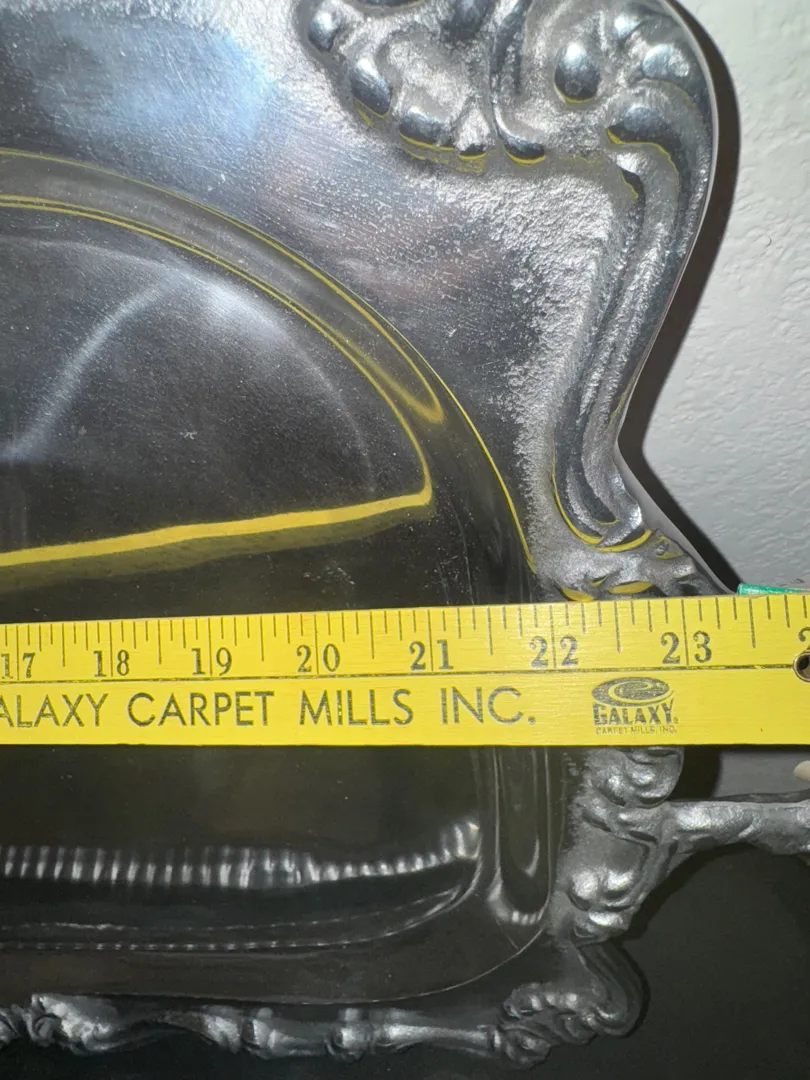 17 18 19 20 21 22 23
ALAXY CARPET MILLS INC.
GALAXY
CARPET MILLS, INC.